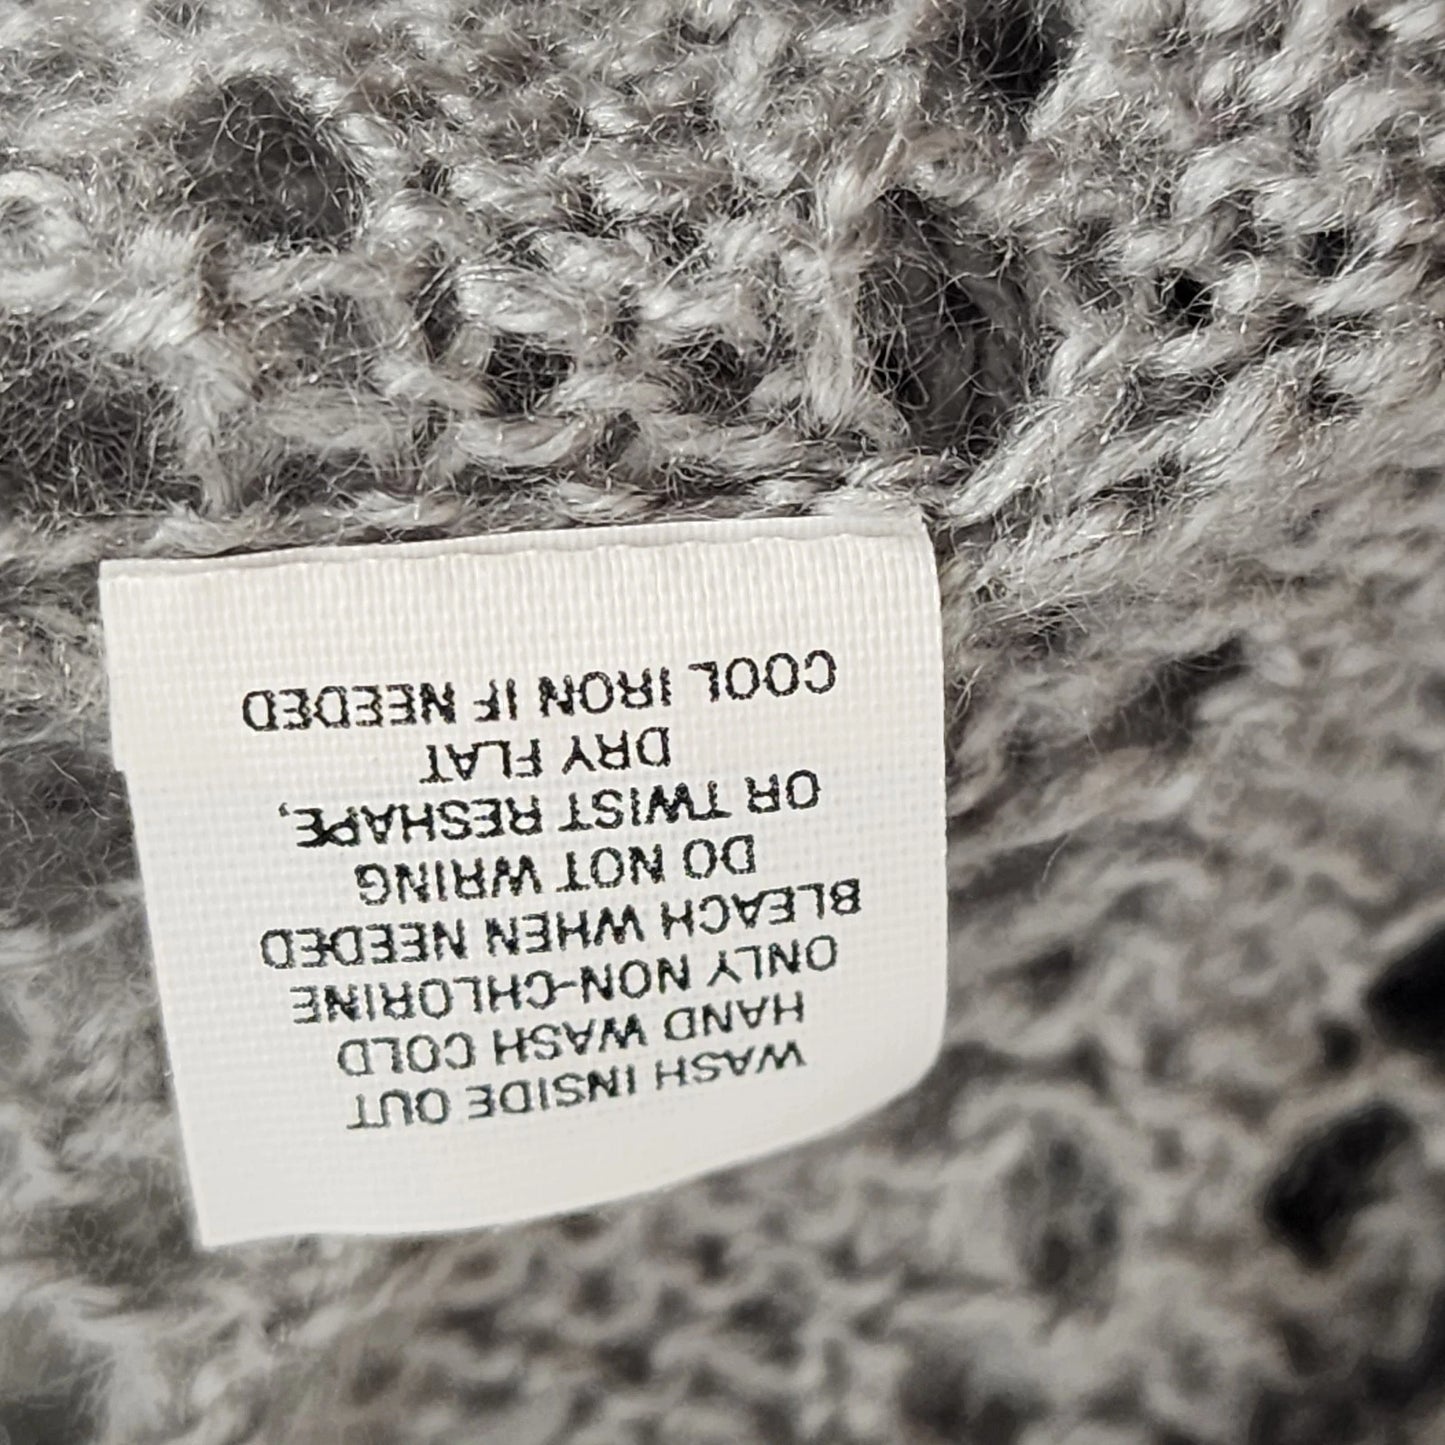 WASH INSIDE OUT
HAND WASH COLD
ONLY NON-CHLORINE
BLEACH WHEN NEEDED
DO NOT WRING
OR TWIST RESHAPE,
DRY FLAT
COOL IRON IF NEEDED